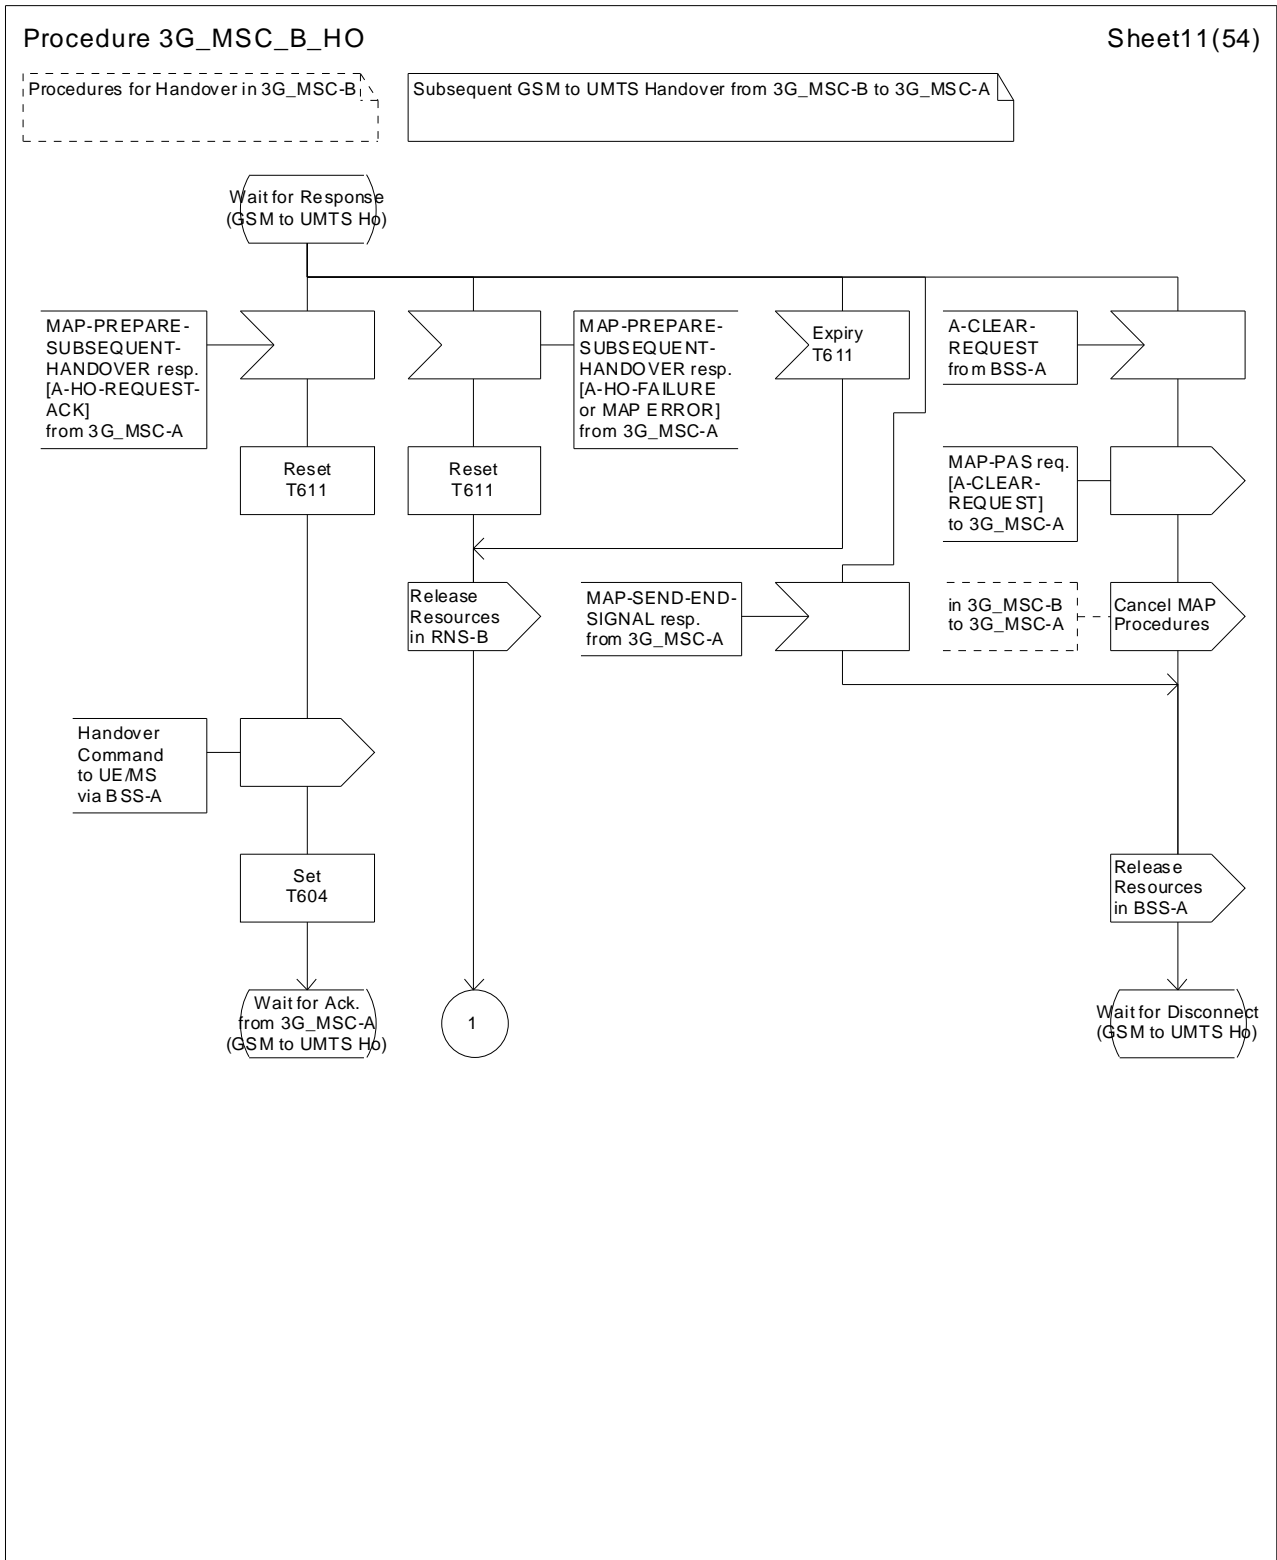 Procedure 3G_MSC_B_HO
Sheet11(54)
Procedures for Handover in 3G_MSC-B
Subsequent GSM to UMTS Handover from 3G_MSC-B to 3G_MSC-A
Wait for Response
(GSM to UMTS Ho)
MAP-PREPARE-
SUBSEQUENT-
HANDOVER resp.
[A-HO-REQUEST-
ACK]
from 3G_MSC-A
MAP-PREPARE-
SUBSEQUENT-
HANDOVER resp.
[A-HO-FAILURE
or MAP ERROR]
from 3G_MSC-A
Expiry
T611
A-CLEAR-
REQUEST
from BSS-A
Reset
T611
Reset
T611
MAP-PAS req.
[A-CLEAR-
REQUEST]
to 3G_MSC-A
Release
Resources
in RNS-B
MAP-SEND-END-
SIGNAL resp.
from 3G_MSC-A
in 3G_MSC-B
to 3G_MSC-A
Cancel MAP
Procedures
Handover
Command
to UE/MS
via BSS-A
Set
T604
Release
Resources
in BSS-A
Wait for Ack.
from 3G_MSC-A
(GSM to UMTS Ho)
1
Wait for Disconnect
(GSM to UMTS Ho)